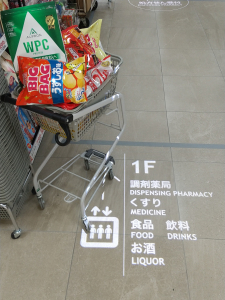 WPC
BIG
BAG
うすしお味
1F
調剤薬局
DISPENSING PHARMACY
くすり
MEDICINE
食品 飲料
FOOD DRINKS
お酒
LIQUOR